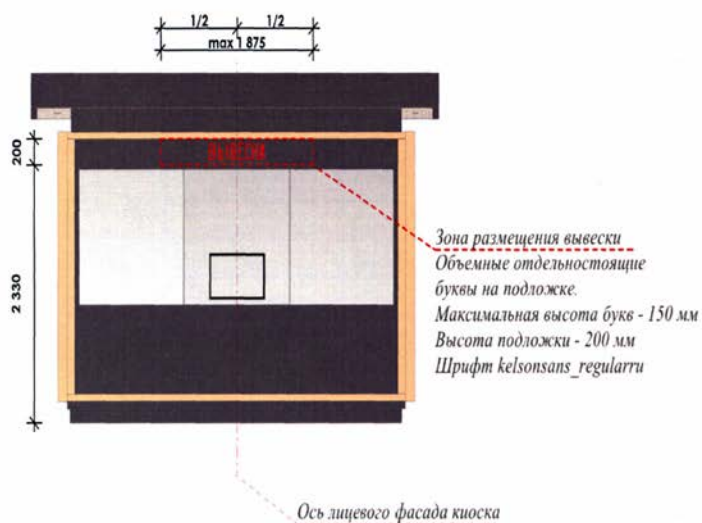 1/2 1/2
max 1 875
200
ВЫВЕСКА
2 330
Зона размещения вывески
Объемные отдельностоящие
буквы на подложке.
Максимальная высота букв - 150 мм
Высота подложки - 200 мм
Шрифт kelsonsans_regularru
Ось лицевого фасада киоска